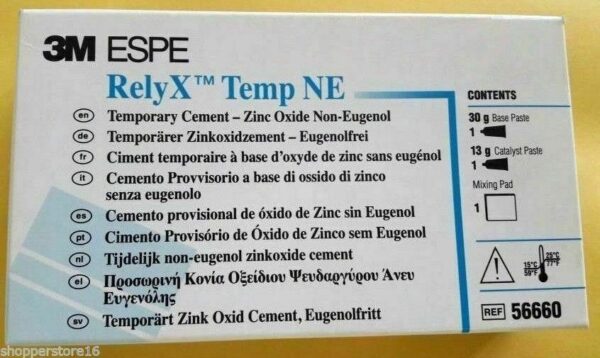 3M ESPE
RelyX™ Temp NE
en Temporary Cement – Zinc Oxide Non-Eugenol
de Temporärer Zinkoxidzement – Eugenolfrei
fr Ciment temporaire à base d'oxyde de zinc sans eugénol
it Cemento Provvisorio a base di ossido di zinco
senza eugenolo
es Cemento provisional de óxido de Zinc sin Eugenol
pt Cimento Provisório de Óxido de Zinco sem Eugenol
nl Tijdelijk non-eugenol zinkoxide cement
el Προσωρινή Κονία Οξειδίου Ψευδαργύρου Άνευ
Ευγενόλης
sv Temporärt Zink Oxid Cement, Eugenolfritt
CONTENTS
30 g Base Paste
1
13 g Catalyst Paste
1
Mixing Pad
1
25°C
77°F
15°C
59°F
REF 56660
shopperstore16